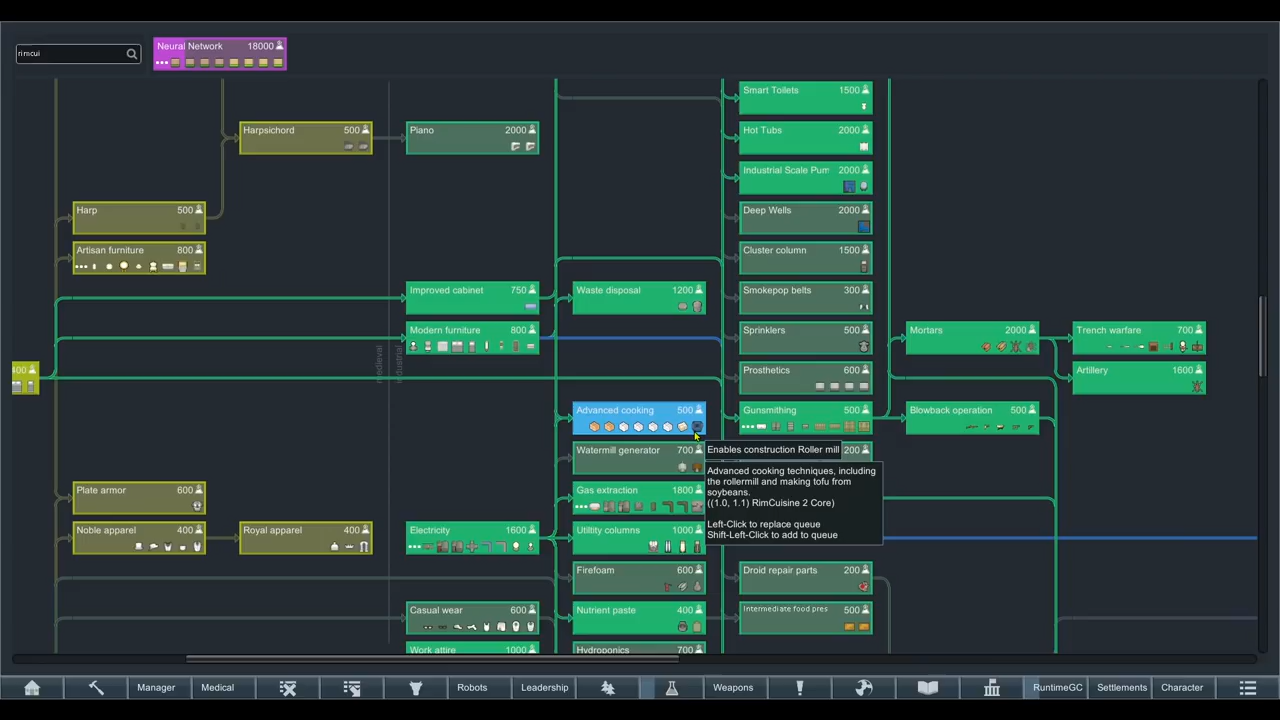 rimcui
Neural Network 18000
Smart Toilets 1500
Harpsichord 500
Piano 2000
Hot Tubs 2000
Industrial Scale Pum 2000
Harp 500
Deep Wells 2000
Artisan furniture 800
Cluster column 1500
Improved cabinet 750
Waste disposal 1200
Smokepop belts 300
Modern furniture 800
Sprinklers 500
Mortars 2000
Trench warfare 700
medieval
industrial
400
Prosthetics 600
Artillery 1600
Advanced cooking 500
Gunsmithing 500
Blowback operation 500
Watermill generator 700
Enables construction Roller mill
200
Advanced cooking techniques, including
the rollermill and making tofu from
soybeans.
((1.0, 1.1) RimCuisine 2 Core)
Left-Click to replace queue
Shift-Left-Click to add to queue
Plate armor 600
Gas extraction 1800
Noble apparel 400
Royal apparel 400
Electricity 1600
Utillity columns 1000
Firefoam 600
Droid repair parts 200
Casual wear 600
Nutrient paste 400
Intermediate food pres 500
Work attire 1000
Hydroponics 700
Manager
Medical
Robots
Leadership
Weapons
RuntimeGC
Settlements
Character